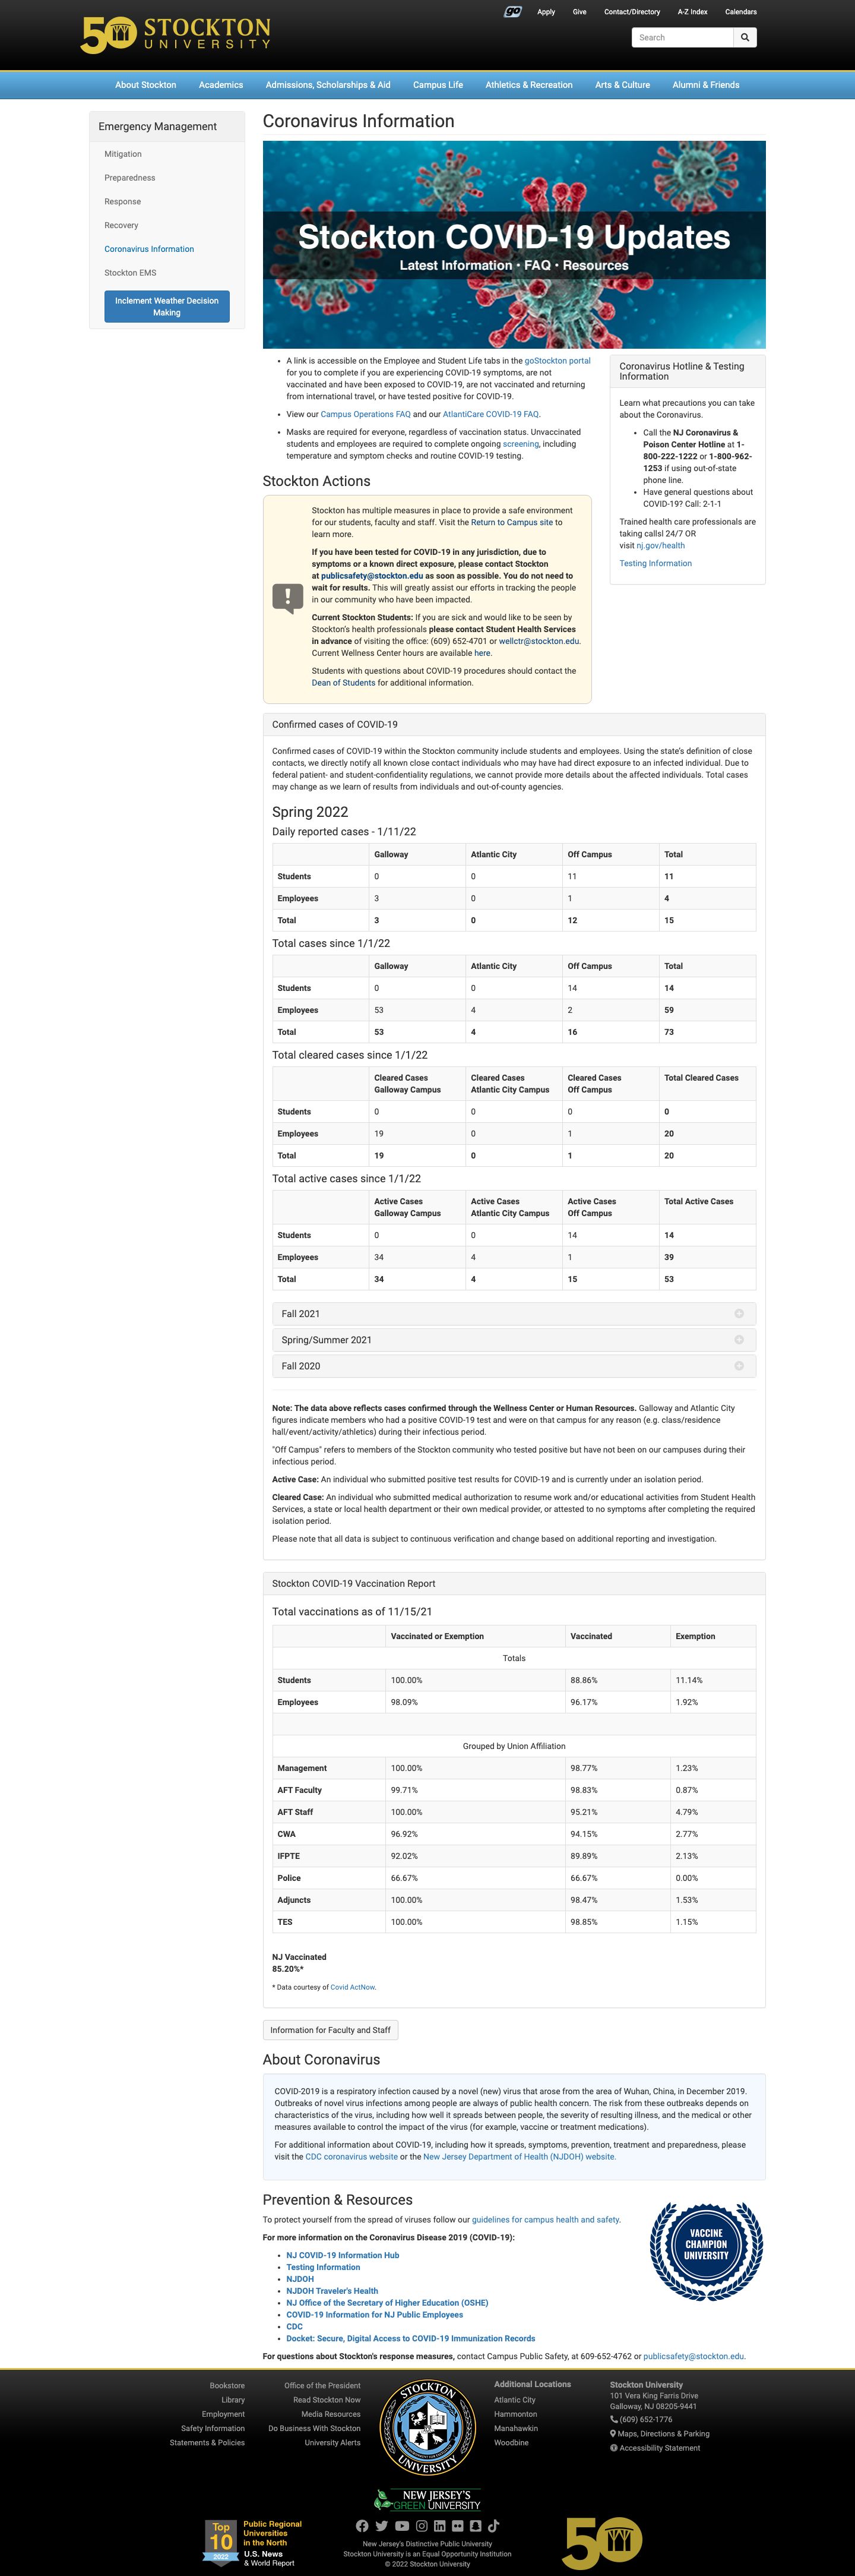 50 STOCKTON
UNIVERSITY
go Apply Give Contact/Directory A-Z Index Calendars
Search
About Stockton Academics Admissions, Scholarships & Aid Campus Life Athletics & Recreation Arts & Culture Alumni & Friends
Emergency Management
Mitigation
Preparedness
Response
Recovery
Coronavirus Information
Stockton EMS
Inclement Weather Decision
Making
Coronavirus Information
Stockton COVID-19 Updates
Latest Information • FAQ • Resources
• A link is accessible on the Employee and Student Life tabs in the goStockton portal
for you to complete if you are experiencing COVID-19 symptoms, are not
vaccinated and have been exposed to COVID-19, are not vaccinated and returning
from international travel, or have tested positive for COVID-19.
• View our Campus Operations FAQ and our AtlantiCare COVID-19 FAQ.
• Masks are required for everyone, regardless of vaccination status. Unvaccinated
students and employees are required to complete ongoing screening, including
temperature and symptom checks and routine COVID-19 testing.
Coronavirus Hotline & Testing
Information
Learn what precautions you can take
about the Coronavirus.
• Call the NJ Coronavirus &
Poison Center Hotline at 1-
800-222-1222 or 1-800-962-
1253 if using out-of-state
phone line.
• Have general questions about
COVID-19? Call: 2-1-1
Trained health care professionals are
taking callsl 24/7 OR
visit nj.gov/health
Testing Information
Stockton Actions
Stockton has multiple measures in place to provide a safe environment
for our students, faculty and staff. Visit the Return to Campus site to
learn more.
If you have been tested for COVID-19 in any jurisdiction, due to
symptoms or a known direct exposure, please contact Stockton
at publicsafety@stockton.edu as soon as possible. You do not need to
wait for results. This will greatly assist our efforts in tracking the people
in our community who have been impacted.
Current Stockton Students: If you are sick and would like to be seen by
Stockton's health professionals please contact Student Health Services
in advance of visiting the office: (609) 652-4701 or wellctr@stockton.edu.
Current Wellness Center hours are available here.
Students with questions about COVID-19 procedures should contact the
Dean of Students for additional information.
Confirmed cases of COVID-19
Confirmed cases of COVID-19 within the Stockton community include students and employees. Using the state's definition of close
contacts, we directly notify all known close contact individuals who may have had direct exposure to an infected individual. Due to
federal patient- and student-confidentiality regulations, we cannot provide more details about the affected individuals. Total cases
may change as we learn of results from individuals and out-of-county agencies.
Spring 2022
Daily reported cases - 1/11/22
Galloway Atlantic City Off Campus Total
Students 0 0 11 11
Employees 3 0 1 4
Total 3 0 12 15
Total cases since 1/1/22
Galloway Atlantic City Off Campus Total
Students 0 0 14 14
Employees 53 4 2 59
Total 53 4 16 73
Total cleared cases since 1/1/22
Cleared Cases Cleared Cases Cleared Cases Total Cleared Cases
Galloway Campus Atlantic City Campus Off Campus
Students 0 0 0 0
Employees 19 0 1 20
Total 19 0 1 20
Total active cases since 1/1/22
Active Cases Active Cases Active Cases Total Active Cases
Galloway Campus Atlantic City Campus Off Campus
Students 0 0 14 14
Employees 34 4 1 39
Total 34 4 15 53
Fall 2021
Spring/Summer 2021
Fall 2020
Note: The data above reflects cases confirmed through the Wellness Center or Human Resources. Galloway and Atlantic City
figures indicate members who had a positive COVID-19 test and were on that campus for any reason (e.g. class/residence
hall/event/activity/athletics) during their infectious period.
"Off Campus" refers to members of the Stockton community who tested positive but have not been on our campuses during their
infectious period.
Active Case: An individual who submitted positive test results for COVID-19 and is currently under an isolation period.
Cleared Case: An individual who submitted medical authorization to resume work and/or educational activities from Student Health
Services, a state or local health department or their own medical provider, or attested to no symptoms after completing the required
isolation period.
Please note that all data is subject to continuous verification and change based on additional reporting and investigation.
Stockton COVID-19 Vaccination Report
Total vaccinations as of 11/15/21
Vaccinated or Exemption Vaccinated Exemption
Totals
Students 100.00% 88.86% 11.14%
Employees 98.09% 96.17% 1.92%
Grouped by Union Affiliation
Management 100.00% 98.77% 1.23%
AFT Faculty 99.71% 98.83% 0.87%
AFT Staff 100.00% 95.21% 4.79%
CWA 96.92% 94.15% 2.77%
IFPTE 92.02% 89.89% 2.13%
Police 66.67% 66.67% 0.00%
Adjuncts 100.00% 98.47% 1.53%
TES 100.00% 98.85% 1.15%
NJ Vaccinated
85.20%*
* Data courtesy of Covid ActNow.
Information for Faculty and Staff
About Coronavirus
COVID-2019 is a respiratory infection caused by a novel (new) virus that arose from the area of Wuhan, China, in December 2019.
Outbreaks of novel virus infections among people are always of public health concern. The risk from these outbreaks depends on
characteristics of the virus, including how well it spreads between people, the severity of resulting illness, and the medical or other
measures available to control the impact of the virus (for example, vaccine or treatment medications).
For additional information about COVID-19, including how it spreads, symptoms, prevention, treatment and preparedness, please
visit the CDC coronavirus website or the New Jersey Department of Health (NJDOH) website.
Prevention & Resources
To protect yourself from the spread of viruses follow our guidelines for campus health and safety.
For more information on the Coronavirus Disease 2019 (COVID-19):
• NJ COVID-19 Information Hub
• Testing Information
• NJDOH
• NJDOH Traveler's Health
• NJ Office of the Secretary of Higher Education (OSHE)
• COVID-19 Information for NJ Public Employees
• CDC
• Docket: Secure, Digital Access to COVID-19 Immunization Records
VACCINE
CHAMPION
UNIVERSITY
For questions about Stockton's response measures, contact Campus Public Safety, at 609-652-4762 or publicsafety@stockton.edu.
Bookstore
Library
Employment
Safety Information
Statements & Policies
Office of the President
Read Stockton Now
Media Resources
Do Business With Stockton
University Alerts
STOCKTON
UNIVERSITY
Additional Locations
Atlantic City
Hammonton
Manahawkin
Woodbine
Stockton University
101 Vera King Farris Drive
Galloway, NJ 08205-9441
(609) 652-1776
Maps, Directions & Parking
Accessibility Statement
NEW JERSEY'S
GREEN UNIVERSITY
Top
10
2022
Public Regional
Universities
in the North
U.S. News
& World Report
New Jersey's Distinctive Public University
Stockton University is an Equal Opportunity Institution
© 2022 Stockton University
50